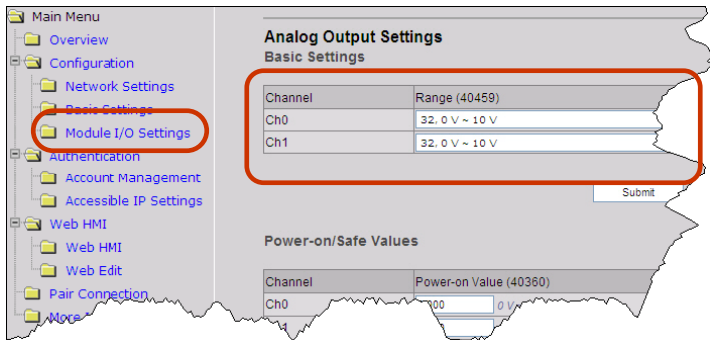 Main Menu
Overview
Configuration
Network Settings
Basic Settings
Module I/O Settings
Authentication
Account Management
Accessible IP Settings
Web HMI
Web HMI
Web Edit
Pair Connection
More
Analog Output Settings
Basic Settings
Channel Range (40459)
Ch0 32, 0 V ~ 10 V
Ch1 32, 0 V ~ 10 V
Submit
Power-on/Safe Values
Channel Power-on Value (40360)
Ch0 0 V